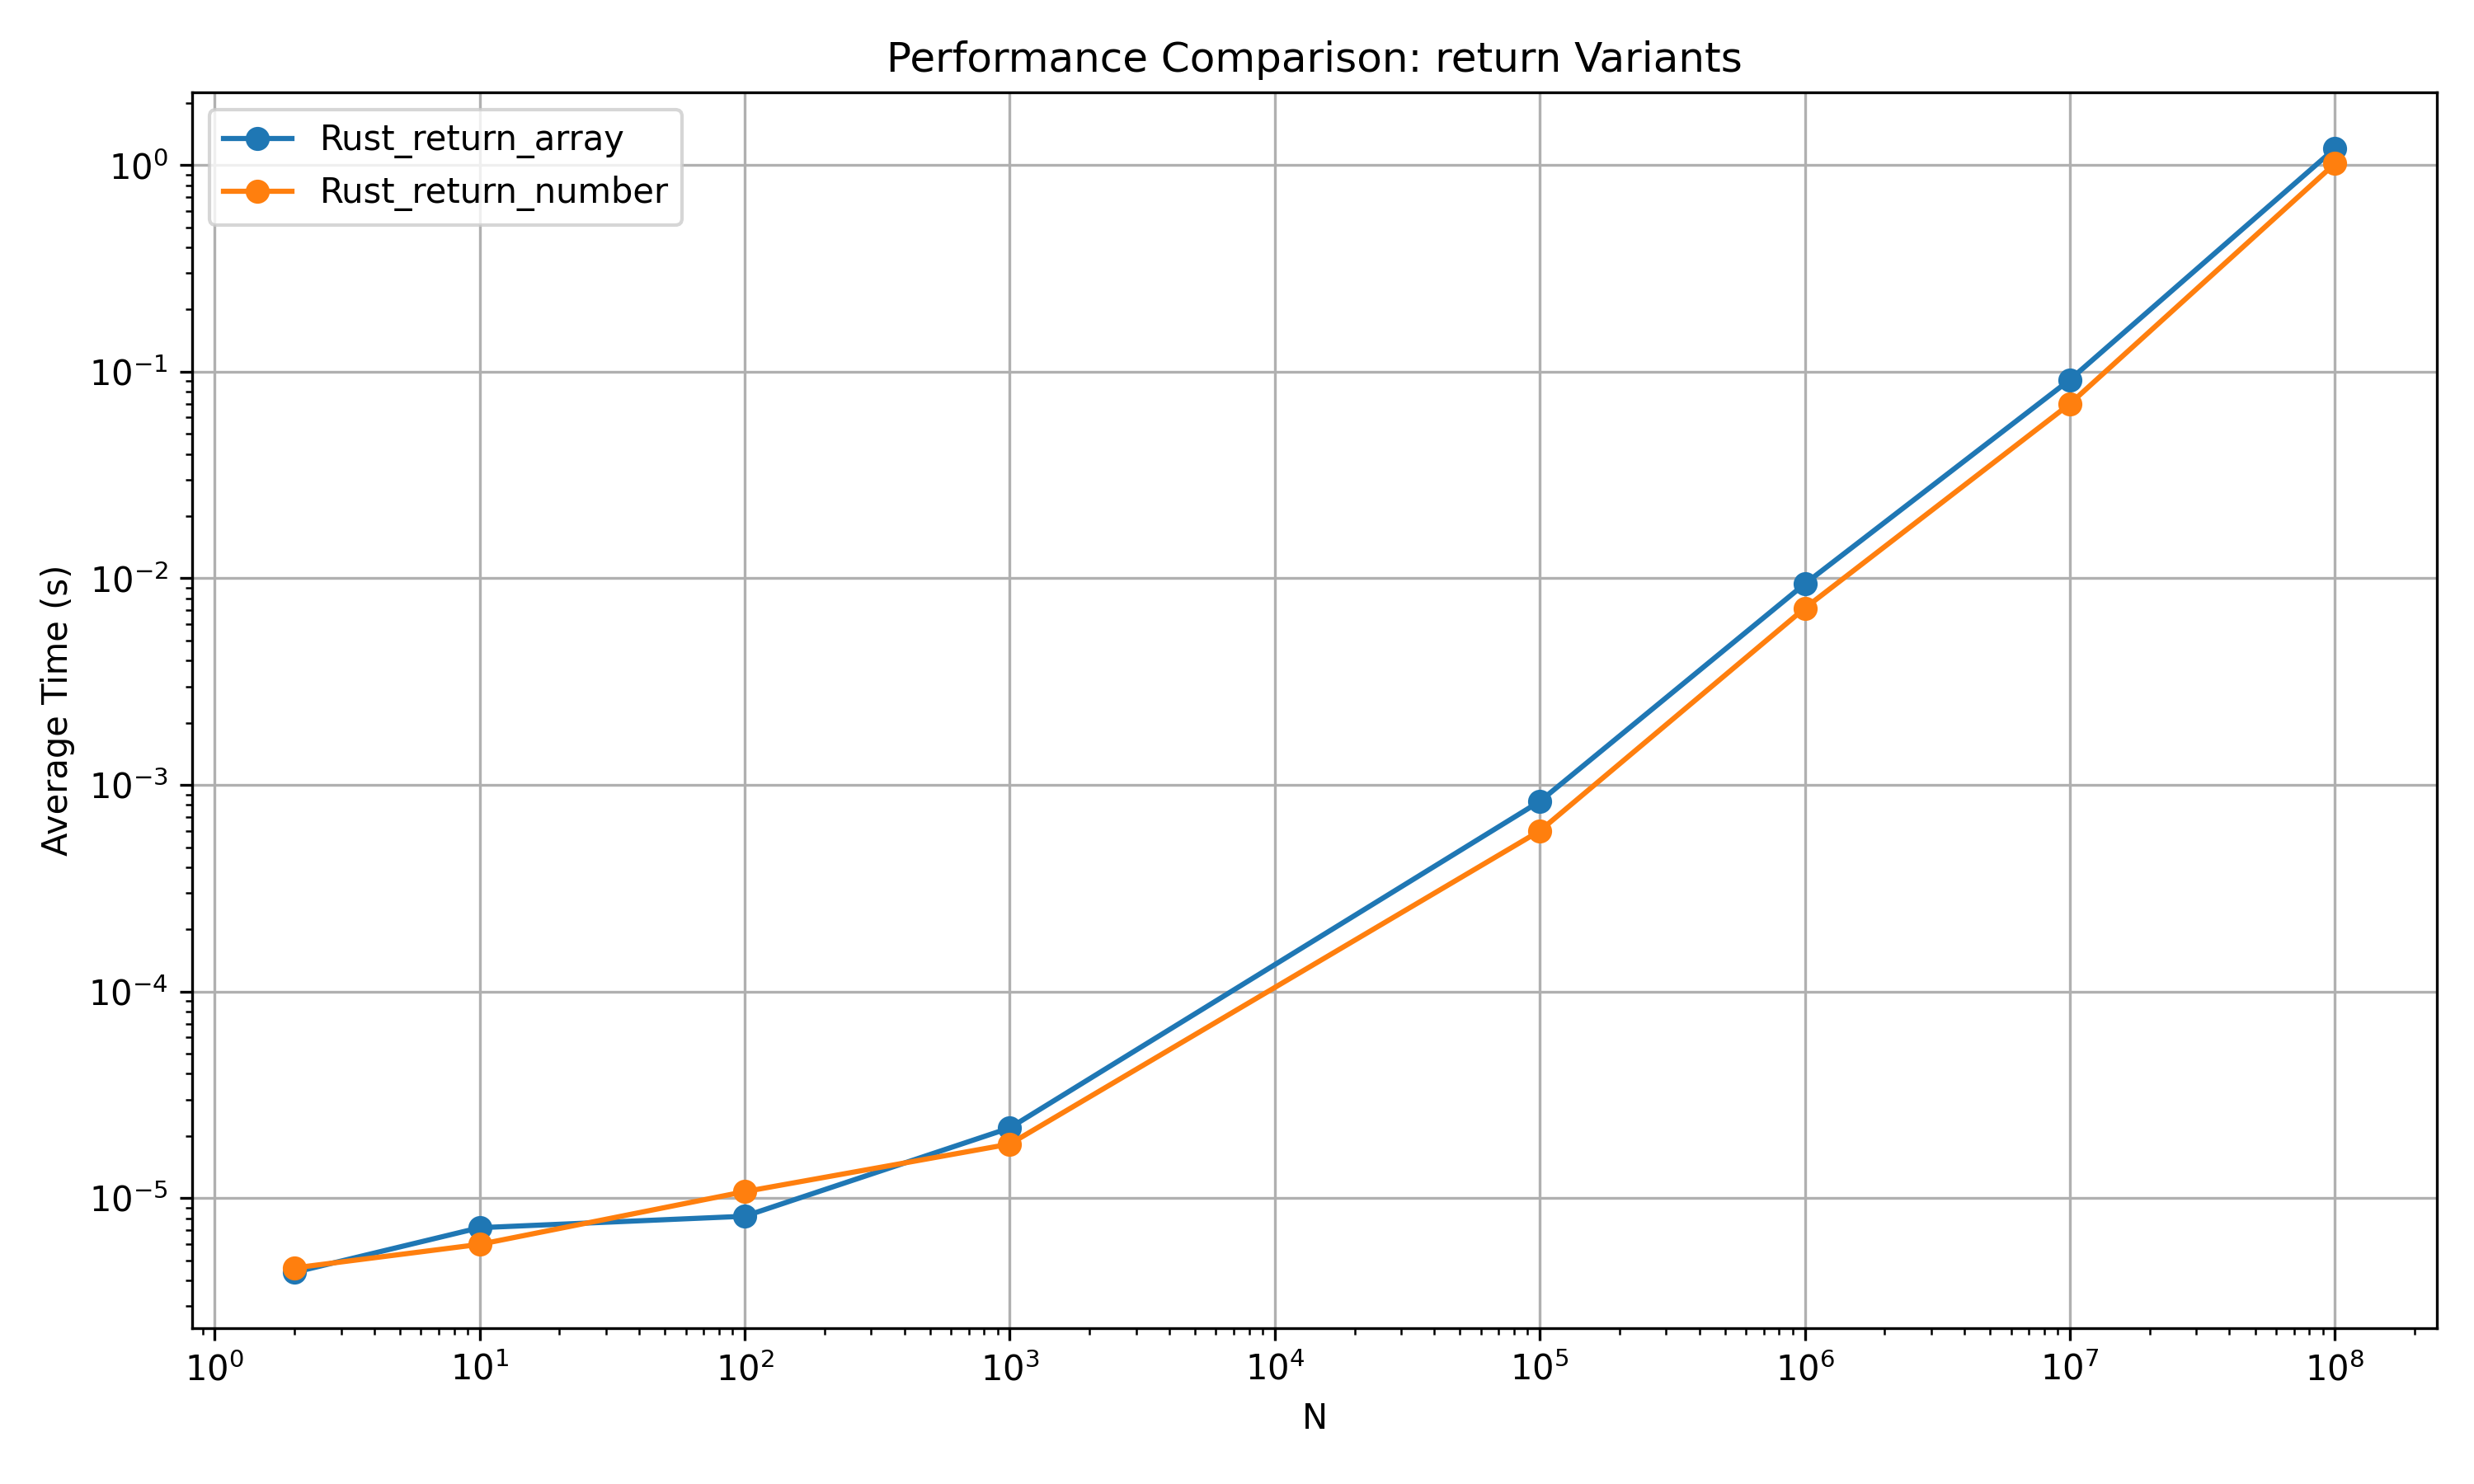 Performance Comparison: return Variants
Rust_return_array
Rust_return_number
Average Time (s)
10⁰
10⁻¹
10⁻²
10⁻³
10⁻⁴
10⁻⁵
10⁰ 10¹ 10² 10³ 10⁴ 10⁵ 10⁶ 10⁷ 10⁸
N